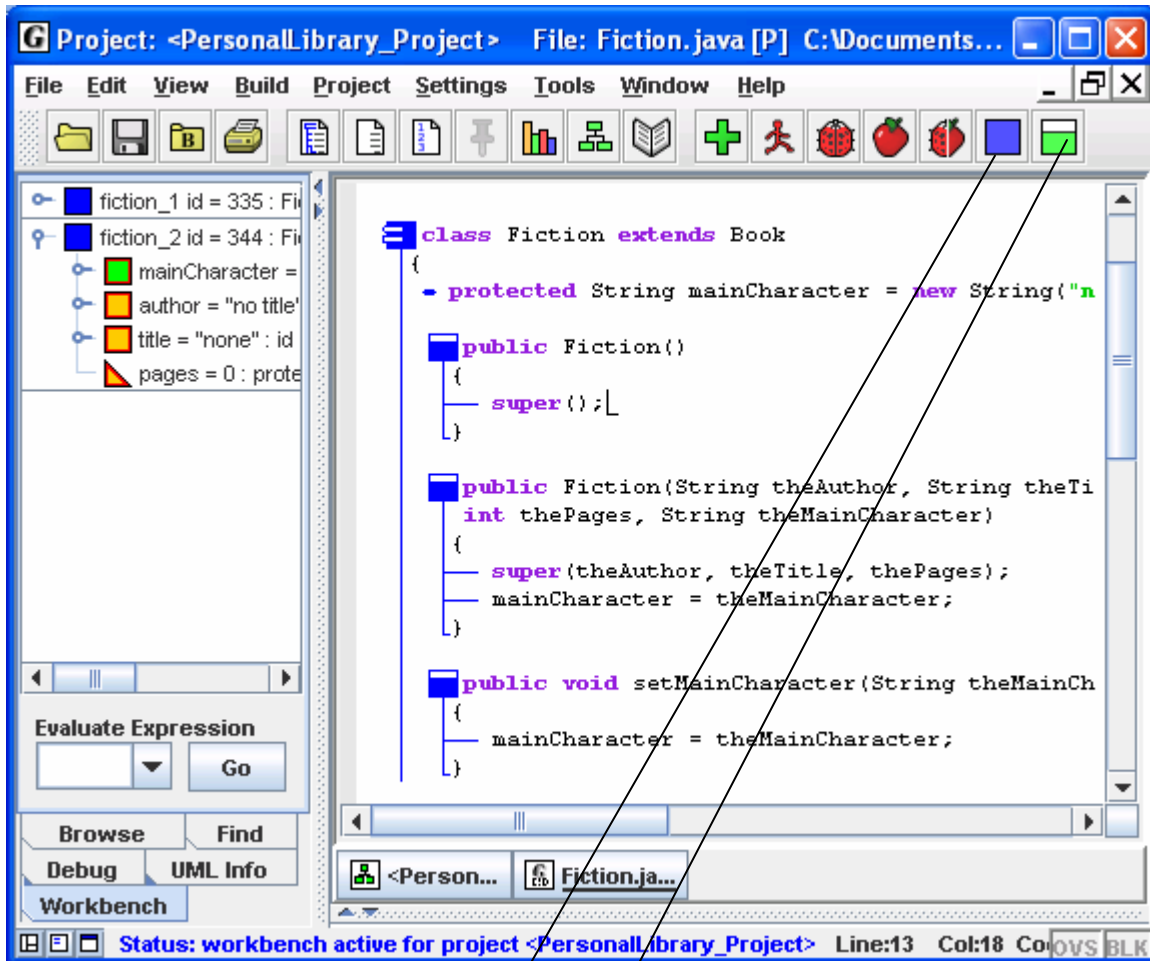 G Project: <PersonalLibrary_Project> File: Fiction.java [P] C:\Documents...
File Edit View Build Project Settings Tools Window Help
B
1 2 3
fiction_1 id = 335 : Fi
fiction_2 id = 344 : Fi
mainCharacter =
author = "no title"
title = "none" : id
pages = 0 : prote
Evaluate Expression
Go
Browse Find
Debug UML Info
Workbench
class Fiction extends Book
{
protected String mainCharacter = new String("n
public Fiction()
{
super();
}
public Fiction(String theAuthor, String theTi
int thePages, String theMainCharacter)
{
super(theAuthor, theTitle, thePages);
mainCharacter = theMainCharacter;
}
public void setMainCharacter(String theMainCh
{
mainCharacter = theMainCharacter;
}
<Person... Fiction.ja...
Status: workbench active for project <PersonalLibrary_Project> Line:13 Col:18 Co OVS BLK